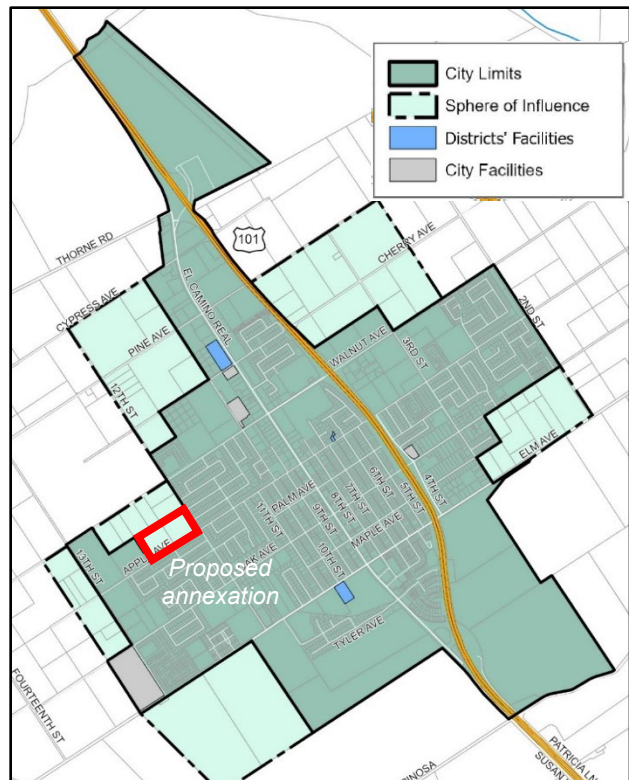 City Limits
Sphere of Influence
Districts' Facilities
City Facilities
THORNE RD
101
CHERRY AVE
CYPRESS AVE
EL CAMINO REAL
2ND ST
PINE AVE
WALNUT AVE
3RD ST
12TH ST
ELM AVE
4TH ST
5TH ST
6TH ST
7TH ST
8TH ST
9TH ST
10TH ST
11TH ST
PALM AVE
MAPLE AVE
OAK AVE
APPLE AVE
13TH ST
Proposed
annexation
TYLER AVE
FOURTEENTH ST
PATRICIA LN